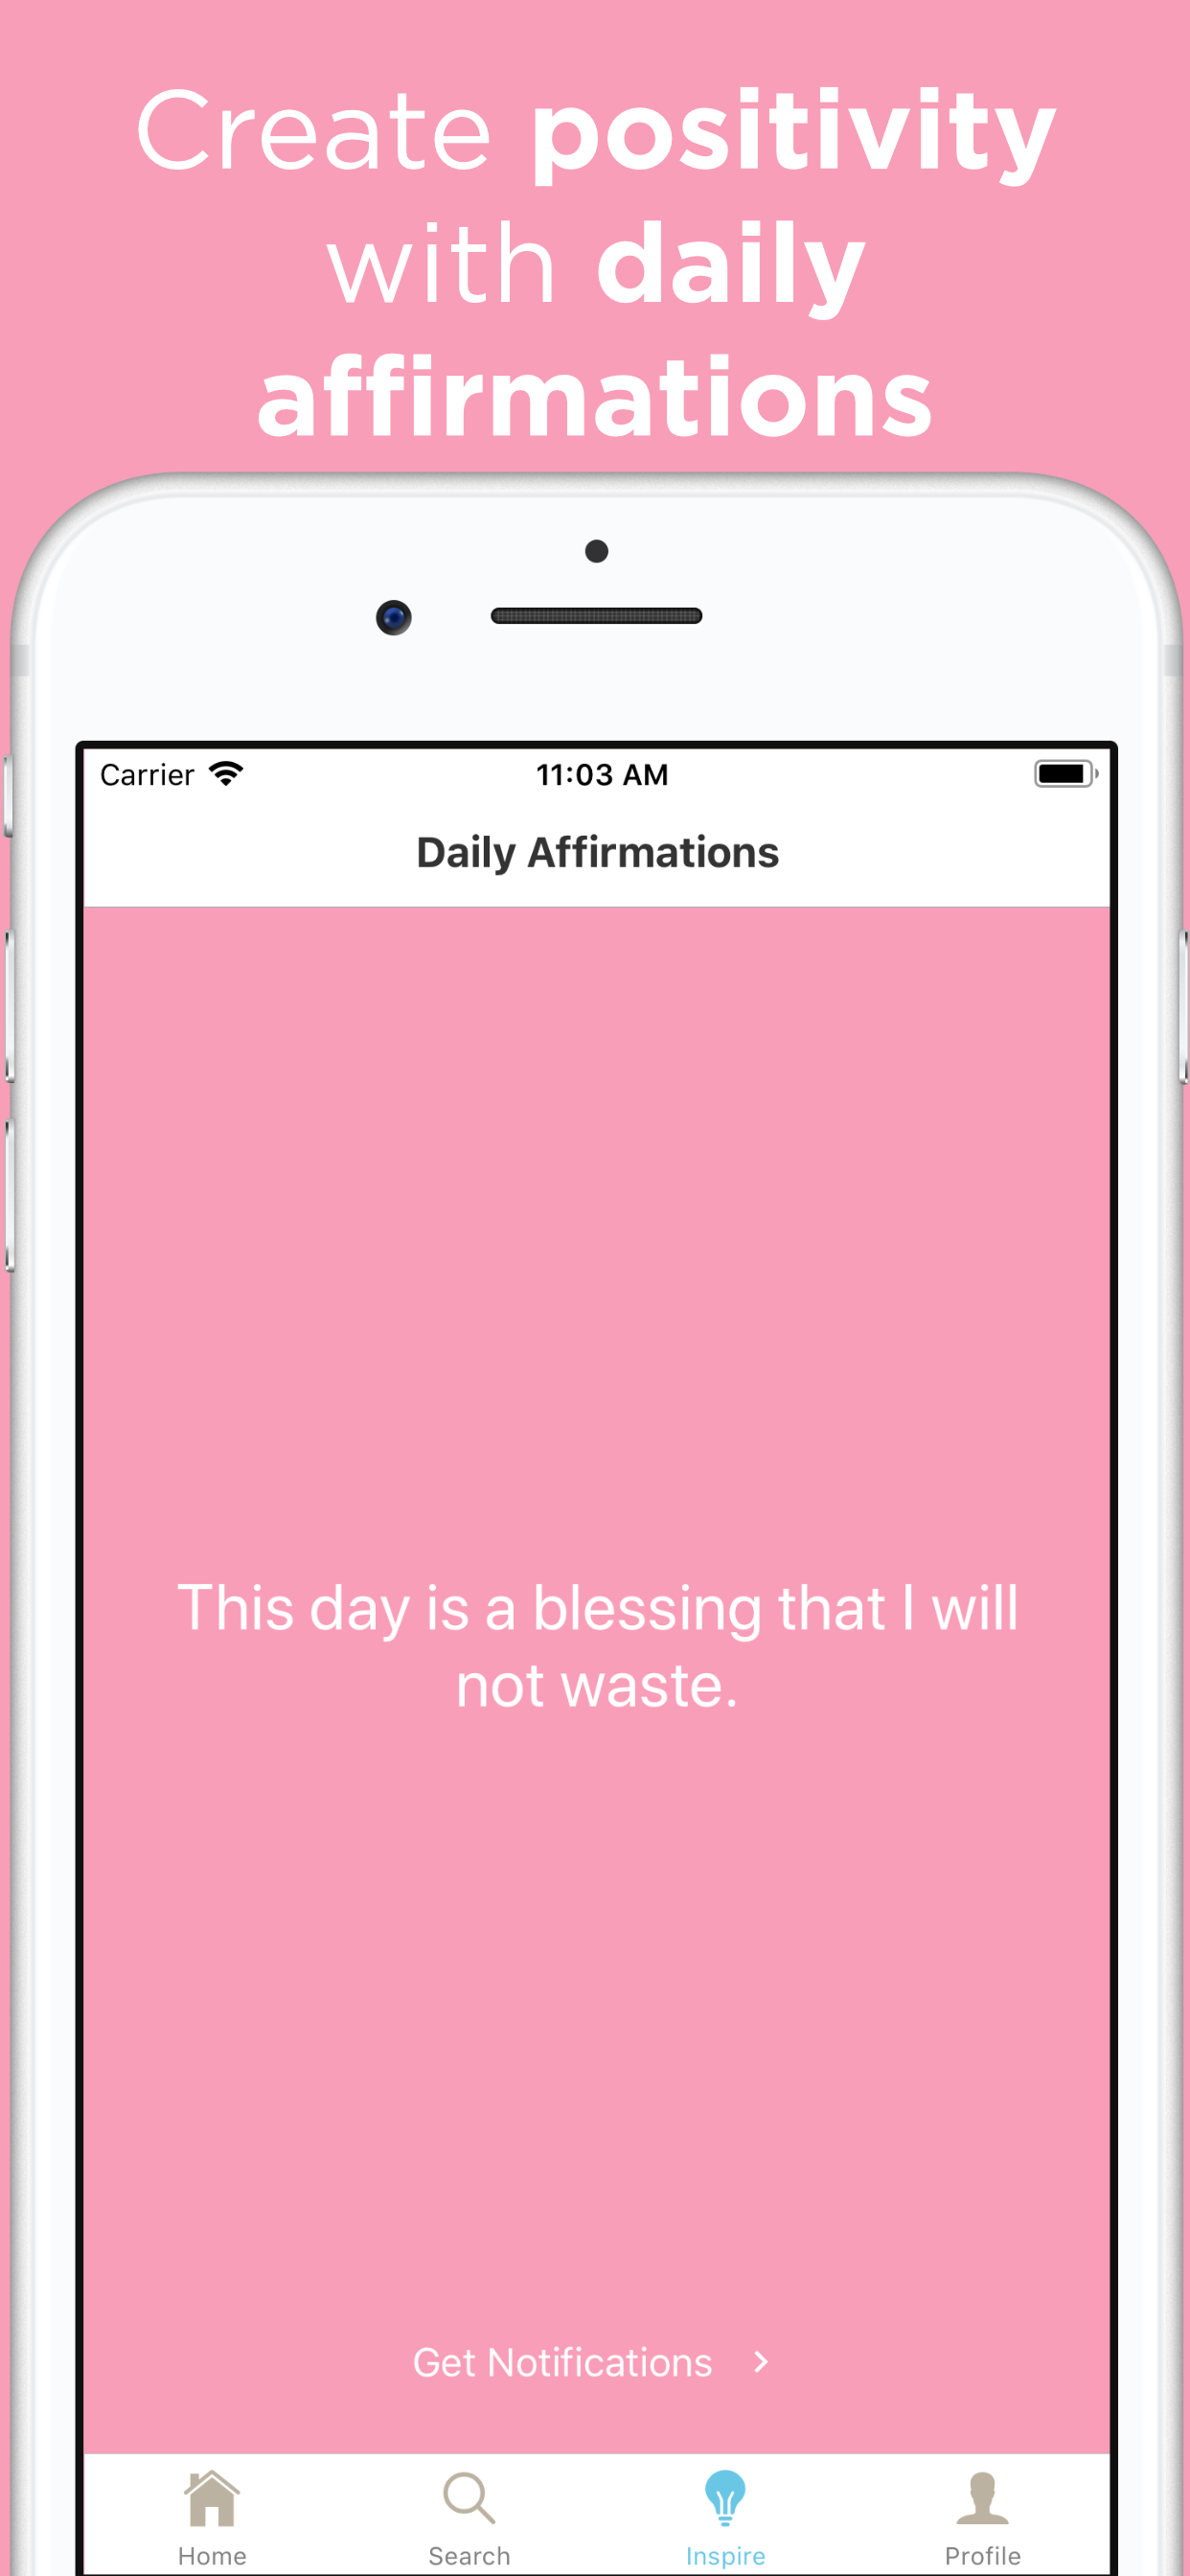 Create positivity
with daily
affirmations
Carrier 11:03 AM
Daily Affirmations
This day is a blessing that I will
not waste.
Get Notifications
Home Search Inspire Profile